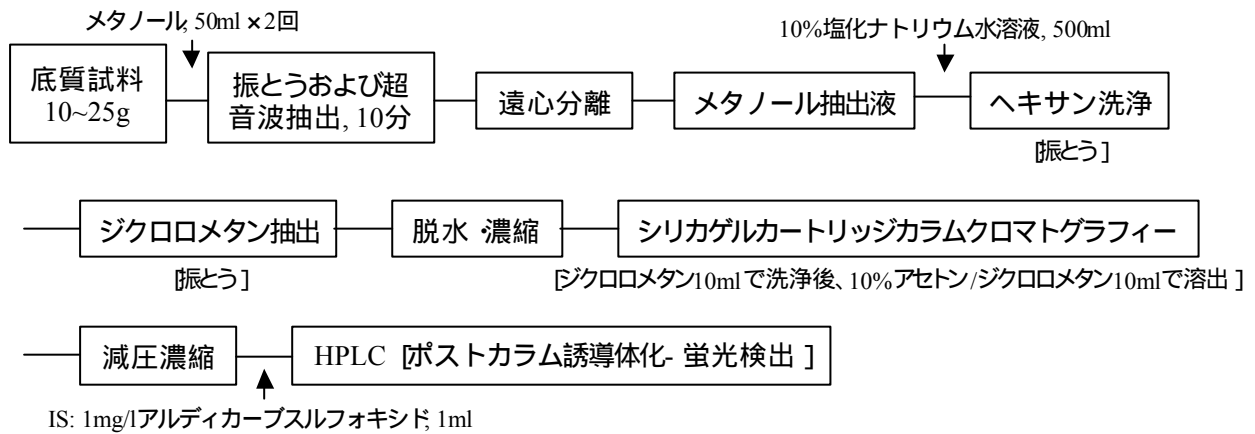 メタノール, 50ml×2回
10%塩化ナトリウム水溶液, 500ml
底質試料
10~25g
振とうおよび超
音波抽出, 10分
遠心分離
メタノール抽出液
ヘキサン洗浄
[振とう]
ジクロロメタン抽出
[振とう]
脱水・濃縮
シリカゲルカートリッジカラムクロマトグラフィー
[ジクロロメタン10mlで洗浄後、10%アセトン/ジクロロメタン10mlで溶出]
減圧濃縮
HPLC [ポストカラム誘導体化-蛍光検出]
IS: 1mg/lアルディカーブスルフォキシド, 1ml